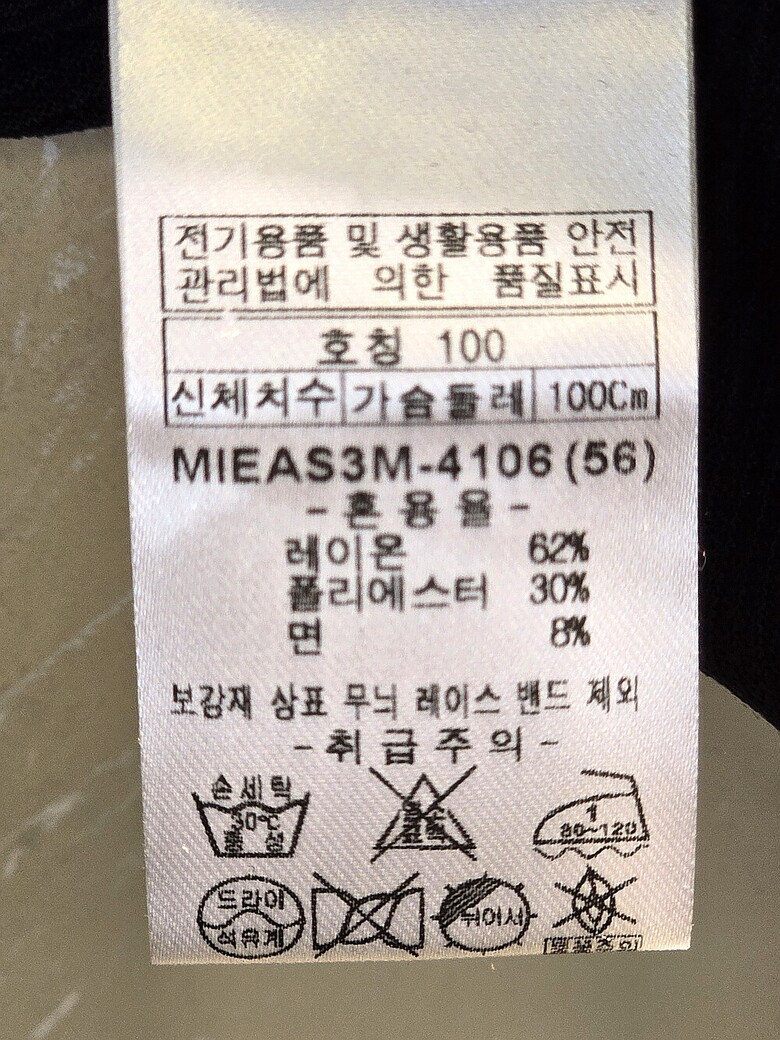 전기용품 및 생활용품 안전
관리법에 의한 품질표시
호칭 100
신체치수 가슴둘레 100Cm
MIEAS3M-4106(56)
-혼용율-
레이온 62%
폴리에스터 30%
면 8%
보강재 상표 무늬 레이스 밴드 제외
-취급주의-
손세탁
30℃
중성
1
80~120
드라이
석유계
뉘어서